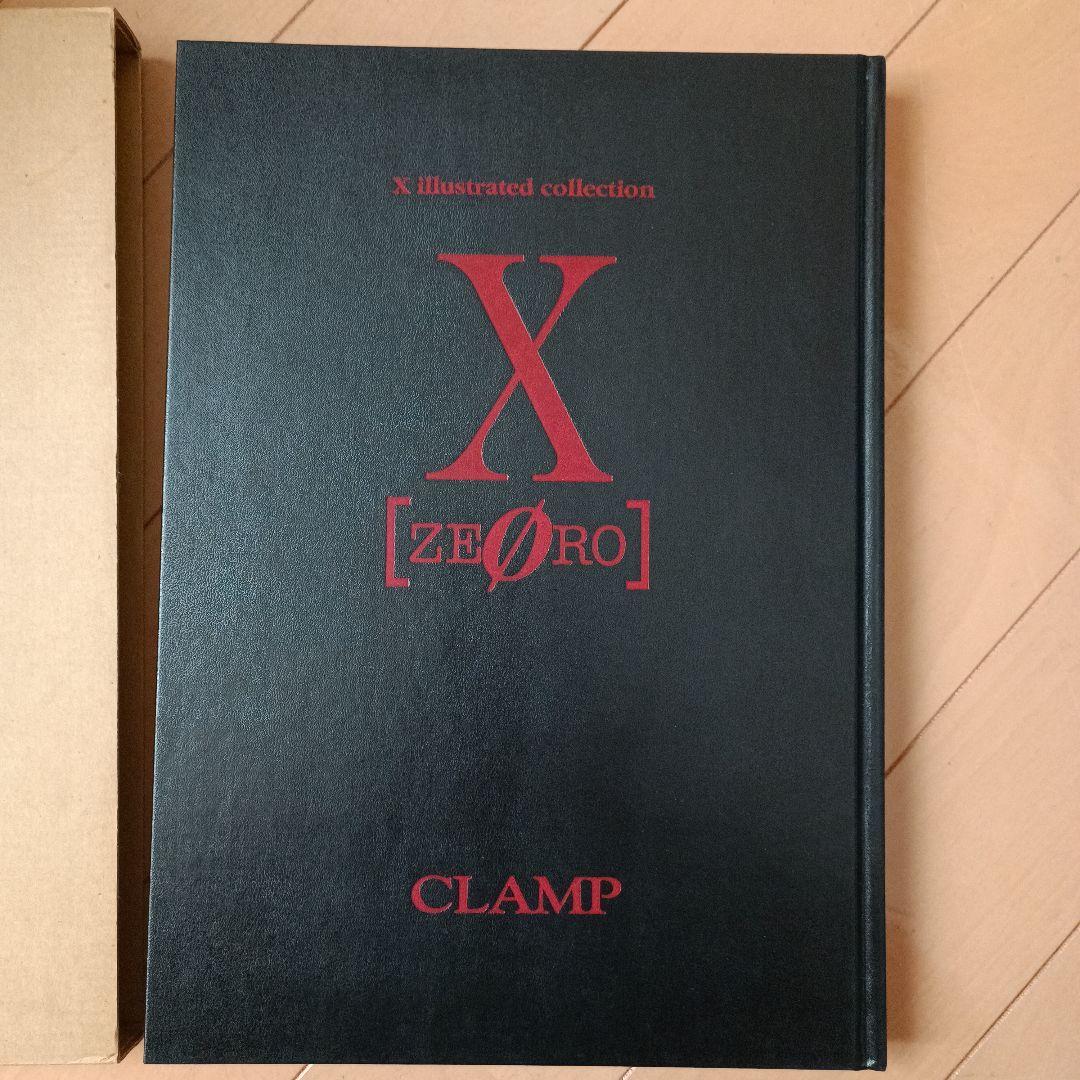 X illustrated collection
X
[ZEØRO]
CLAMP